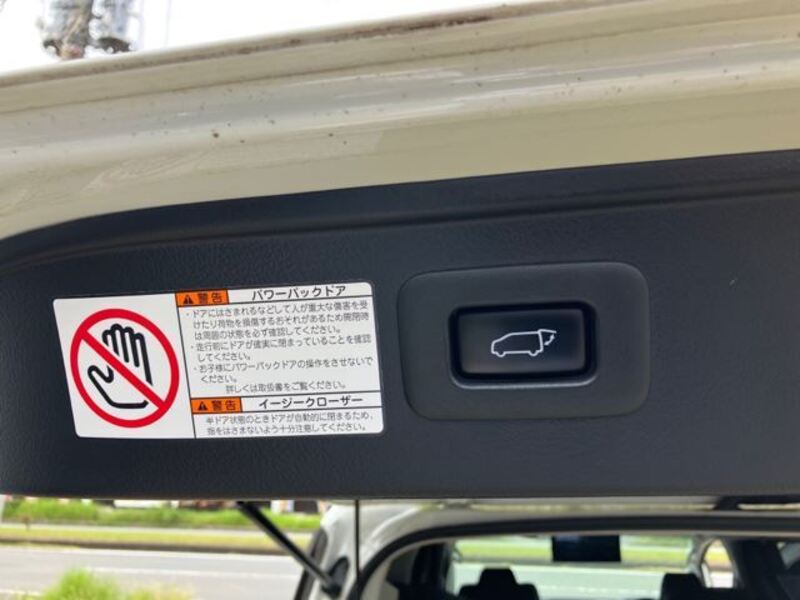 ⚠警告 パワーバックドア
・ドアにはさまれるなどして人が重大な傷害を受
けたり荷物を損傷するおそれがあるため開閉時
は周囲の状態を必ず確認してください。
・走行前にドアが確実に閉まっていることを確認
してください。
・お子様にパワーバックドアの操作をさせないで
ください。
詳しくは取扱書をご覧ください。
⚠警告 イージークローザー
半ドア状態のときドアが自動的に閉まるため、
指をはさまないよう十分注意してください。